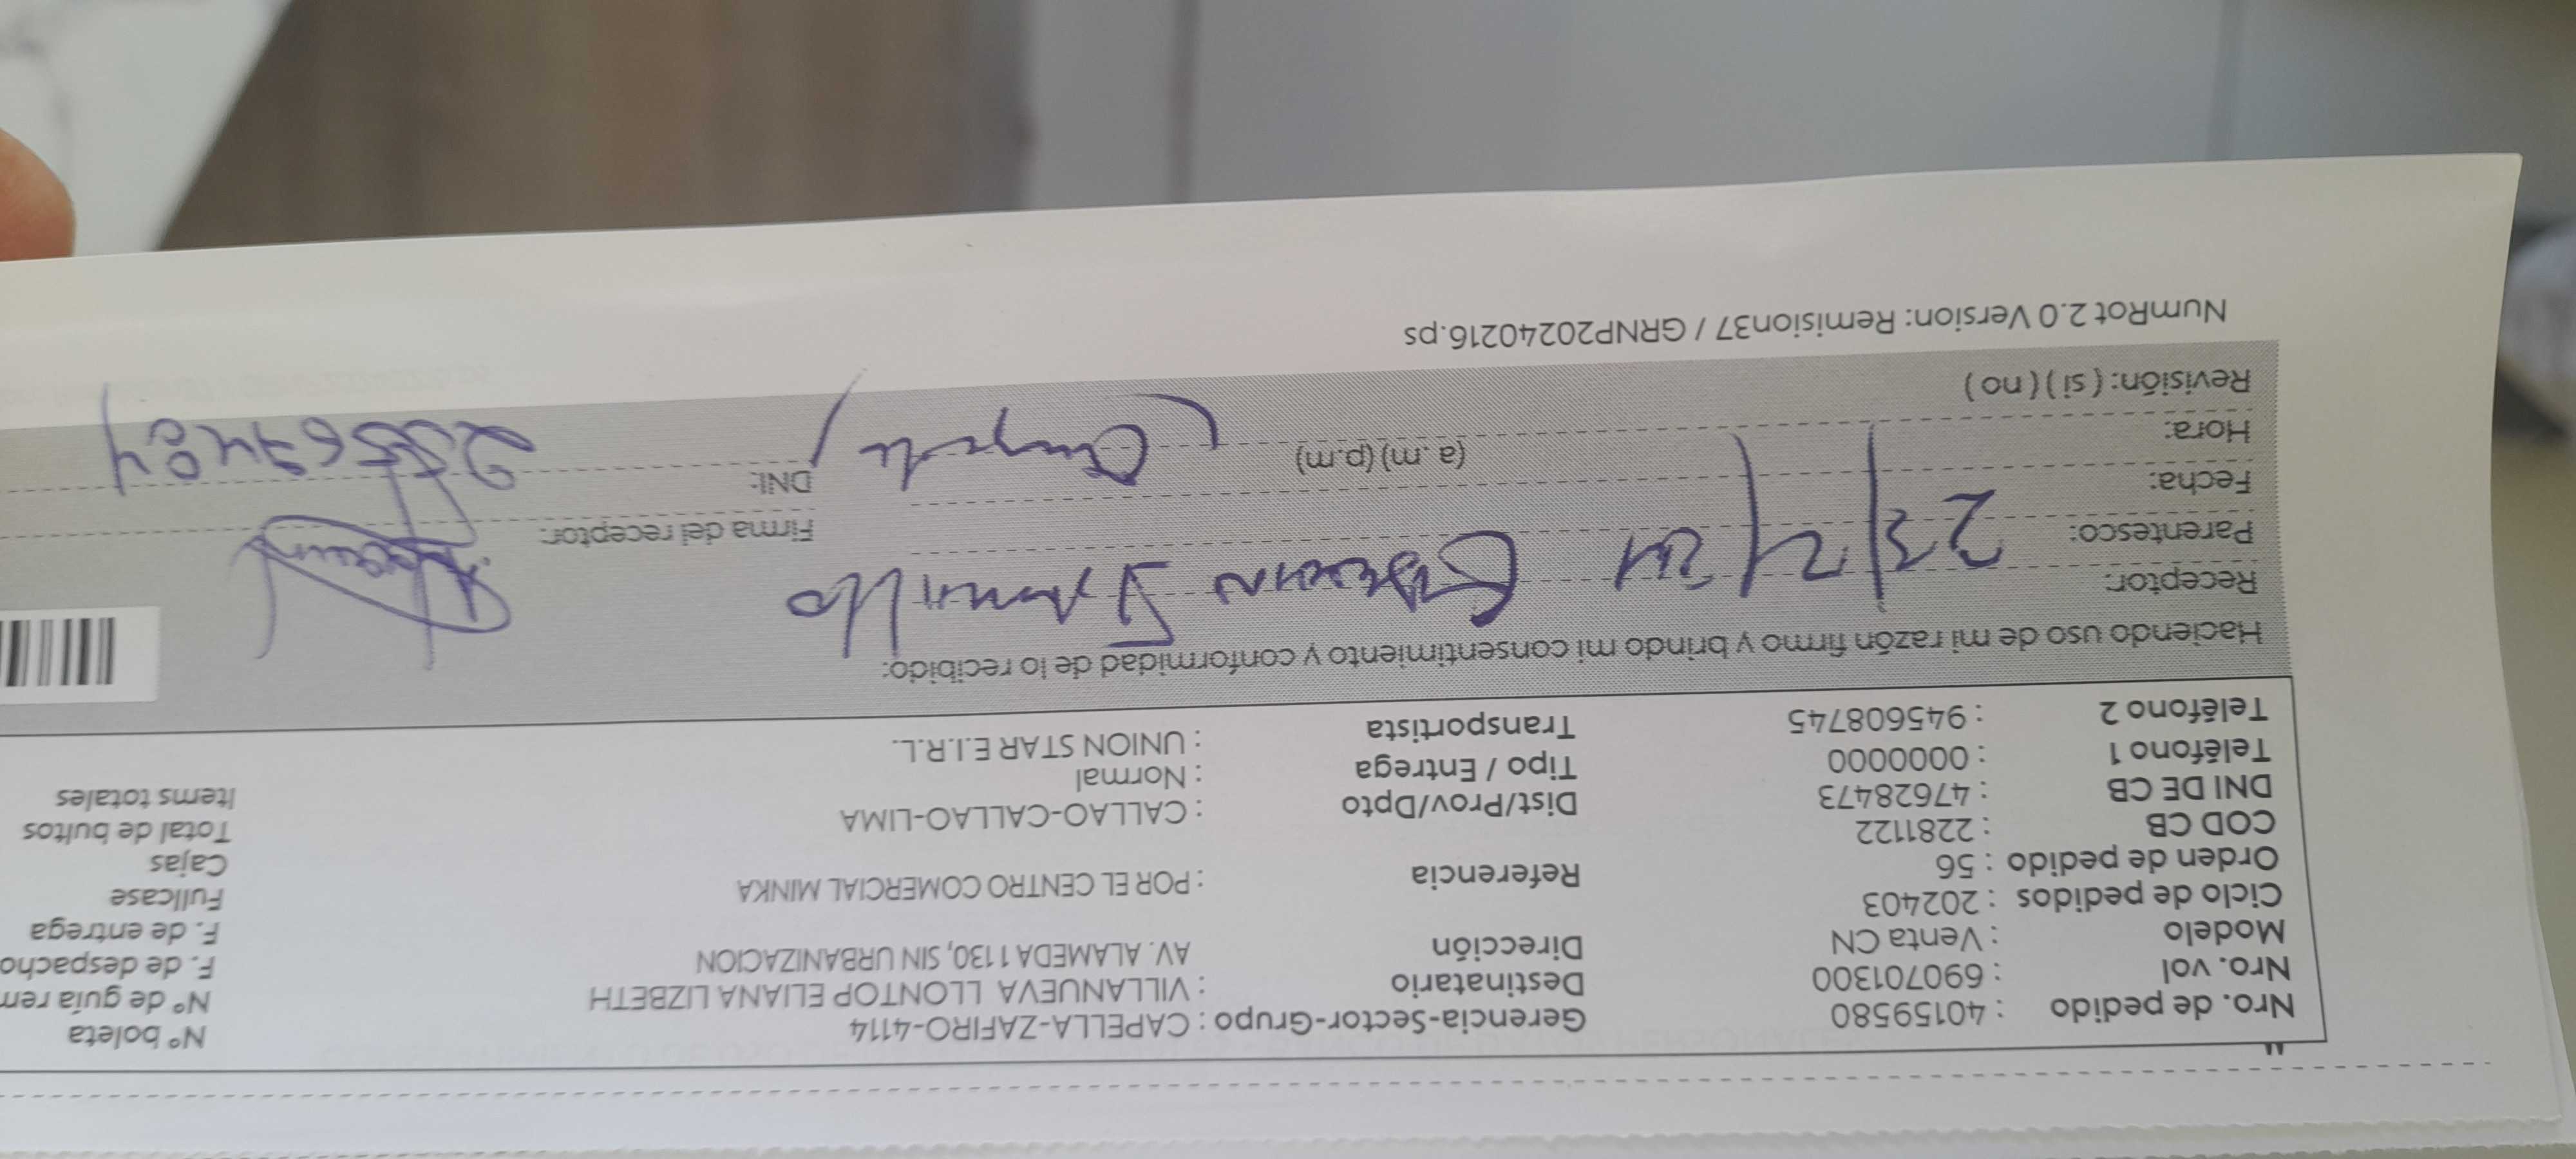 Nro. de pedido : 40159580 Gerencia-Sector-Grupo : CAPELLA-ZAFIRO-4114 N° boleta
Nro. vol : 690701300 Destinatario : VILLANUEVA LLONTOP ELIANA LIZBETH N° de guía rem
Modelo : Venta CN Dirección AV. ALAMEDA 1130, SIN URBANIZACION F. de despacho
Ciclo de pedidos : 202403 F. de entrega
Orden de pedido : 56 Referencia : POR EL CENTRO COMERCIAL MINKA Fullcase
COD CB : 2281122 Cajas
DNI DE CB : 47628473 Dist/Prov/Dpto : CALLAO-CALLAO-LIMA Total de bultos
Teléfono 1 : 0000000 Tipo / Entrega : Normal Items totales
Teléfono 2 : 945608745 Transportista : UNION STAR E.I.R.L.
Haciendo uso de mi razón firmo y brindo mi consentimiento y conformidad de lo recibido:
Receptor:
Parentesco: 23/2/24 Firma del receptor:
Fecha: DNI:
Hora: (a.m) (p.m)
Revisión: ( si ) ( no )
NumRot 2.0 Version: Remision37 / GRNP20240216.ps